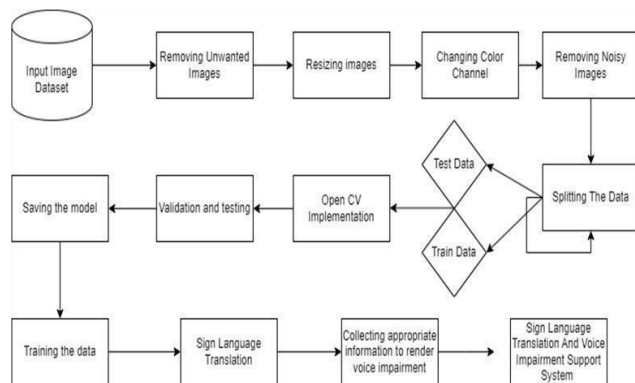 Input Image
Dataset
Removing Unwanted
Images
Resizing images
Changing Color
Channel
Removing Noisy
Images
Splitting The Data
Test Data
Train Data
Open CV
Implementation
Validation and testing
Saving the model
Training the data
Sign Language
Translation
Collecting appropriate
information to render
voice impairment
Sign Language
Translation And Voice
Impairment Support
System